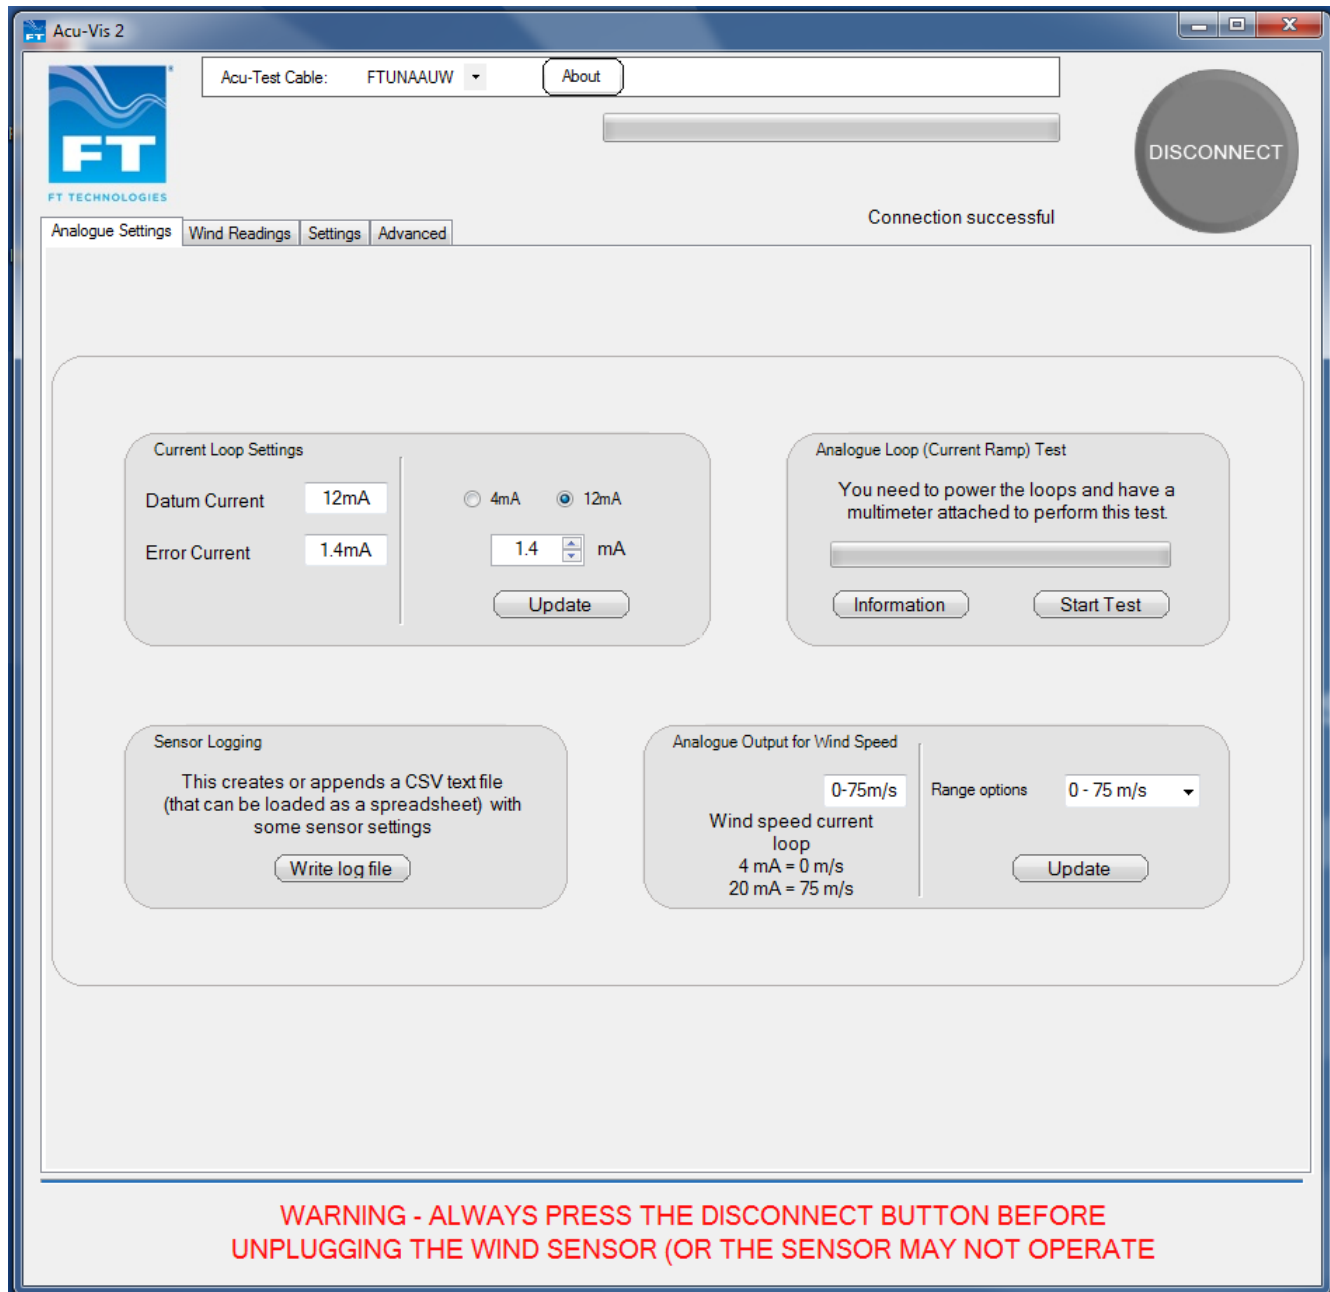 Acu-Vis 2
Acu-Test Cable: FTUNAAUW About
FT
FT TECHNOLOGIES
DISCONNECT
Connection successful
Analogue Settings Wind Readings Settings Advanced
Current Loop Settings
Datum Current 12mA 4mA 12mA
Error Current 1.4mA 1.4 mA
Update
Analogue Loop (Current Ramp) Test
You need to power the loops and have a
multimeter attached to perform this test.
Information Start Test
Sensor Logging
This creates or appends a CSV text file
(that can be loaded as a spreadsheet) with
some sensor settings
Write log file
Analogue Output for Wind Speed
0-75m/s Range options 0 - 75 m/s
Wind speed current
loop
4 mA = 0 m/s
20 mA = 75 m/s
Update
WARNING - ALWAYS PRESS THE DISCONNECT BUTTON BEFORE
UNPLUGGING THE WIND SENSOR (OR THE SENSOR MAY NOT OPERATE